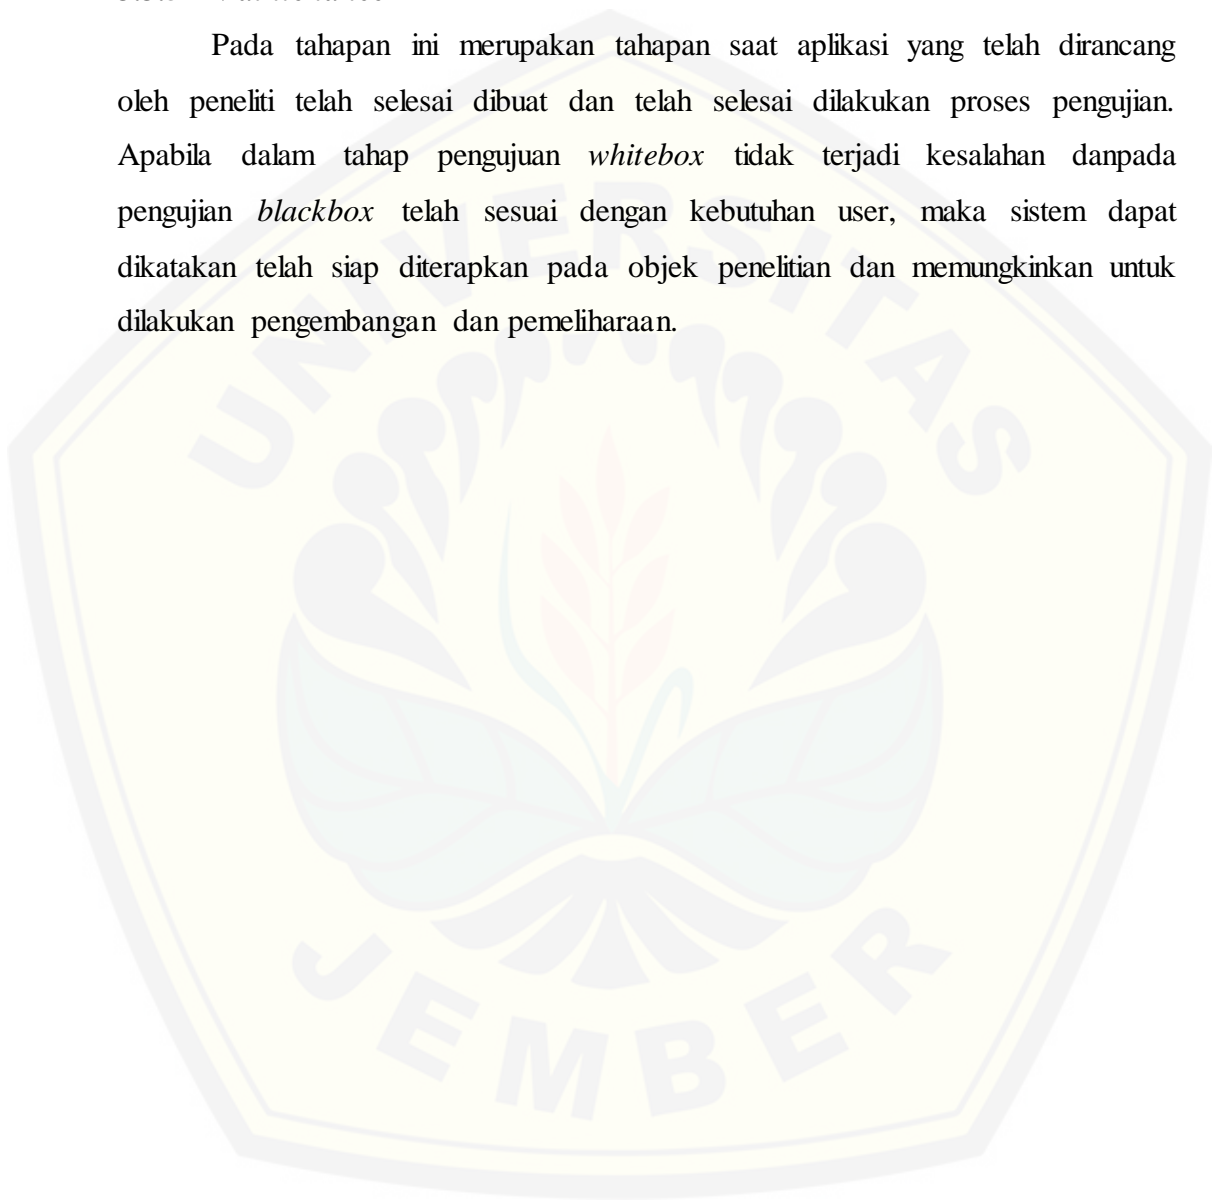 Pada tahapan ini merupakan tahapan saat aplikasi yang telah dirancang
oleh peneliti telah selesai dibuat dan telah selesai dilakukan proses pengujian.
Apabila dalam tahap pengujuan whitebox tidak terjadi kesalahan danpada
pengujian blackbox telah sesuai dengan kebutuhan user, maka sistem dapat
dikatakan telah siap diterapkan pada objek penelitian dan memungkinkan untuk
dilakukan pengembangan dan pemeliharaan.
UNIVERSITAS
JEMBER